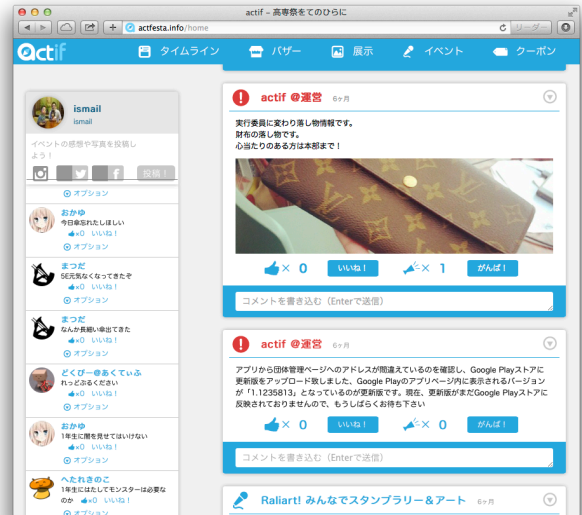 actif – 高専祭をてのひらに
actfesta.info/home
リーダー
actif
タイムライン
バザー
展示
イベント
クーポン
ismail
ismail
イベントの感想や写真を投稿し
よう！
投稿！
オプション
おかゆ
今日傘忘れたしほしい
×0 いいね！
オプション
まつだ
5E元気なくなってきたぞ
×0 いいね！
オプション
まつだ
なんか長細い傘出てきた
×0 いいね！
オプション
どくぴー@あくてぃふ
れっどぶるください
×0 いいね！
オプション
おかゆ
1年生に闇を見せてはいけない
×0 いいね！
オプション
へたれきのこ
1年生にはたしてモンスターは必要な
のか ×0 いいね！
オプション
actif @運営 6ヶ月
実行委員に変わり落し物情報です。
財布の落し物です。
心当たりのある方は本部まで！
× 0 いいね！ × 1 がんば！
コメントを書き込む（Enterで送信）
actif @運営 6ヶ月
アプリから団体管理ページへのアドレスが間違えているのを確認し、Google Playストアに
更新版をアップロード致しました、Google Playのアプリページ内に表示されるバージョン
が「1.1235813」となっているのが更新版です。現在、更新版がまだGoogle Playストアに
反映されておりませんので、もうしばらくお待ち下さい
× 0 いいね！ × 0 がんば！
コメントを書き込む（Enterで送信）
Raliart! みんなでスタンプラリー＆アート 6ヶ月